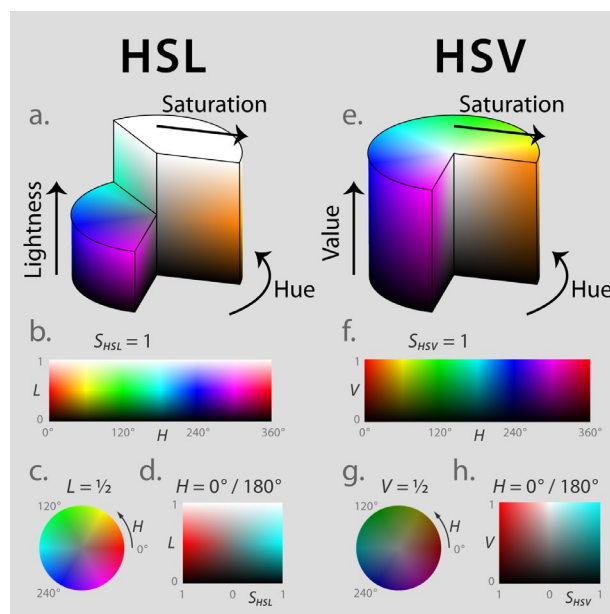 HSL
HSV
a.
Saturation
Lightness
Hue
e.
Saturation
Value
Hue
b.
S_HSL = 1
1
L
0
0°
120°
H
240°
360°
f.
S_HSV = 1
1
V
0
0°
120°
H
240°
360°
c.
L = ½
120°
H
0°
240°
d.
H = 0° / 180°
1
L
0
1
0
S_HSL
1
g.
V = ½
120°
H
0°
240°
h.
H = 0° / 180°
1
V
0
1
0
S_HSV
1